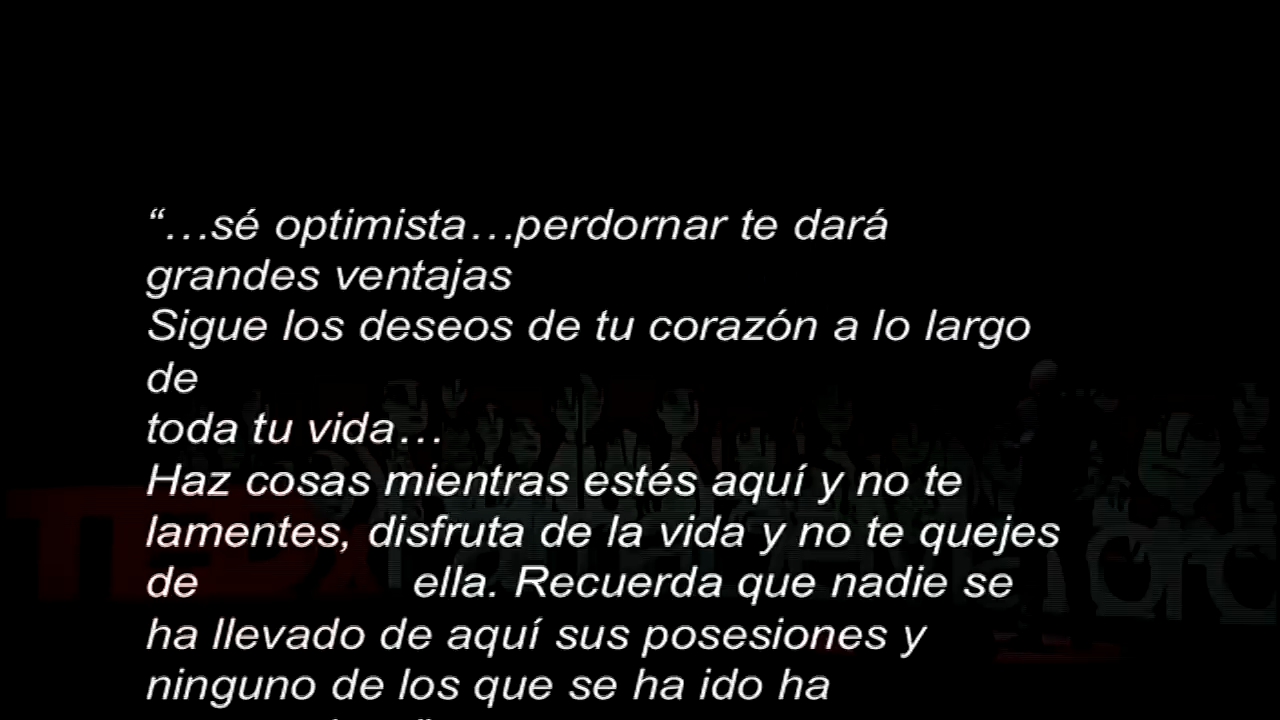 “…sé optimista…perdornar te dará
grandes ventajas
Sigue los deseos de tu corazón a lo largo
de
toda tu vida…
Haz cosas mientras estés aquí y no te
lamentes, disfruta de la vida y no te quejes
de ella. Recuerda que nadie se
ha llevado de aquí sus posesiones y
ninguno de los que se ha ido ha
TEDx